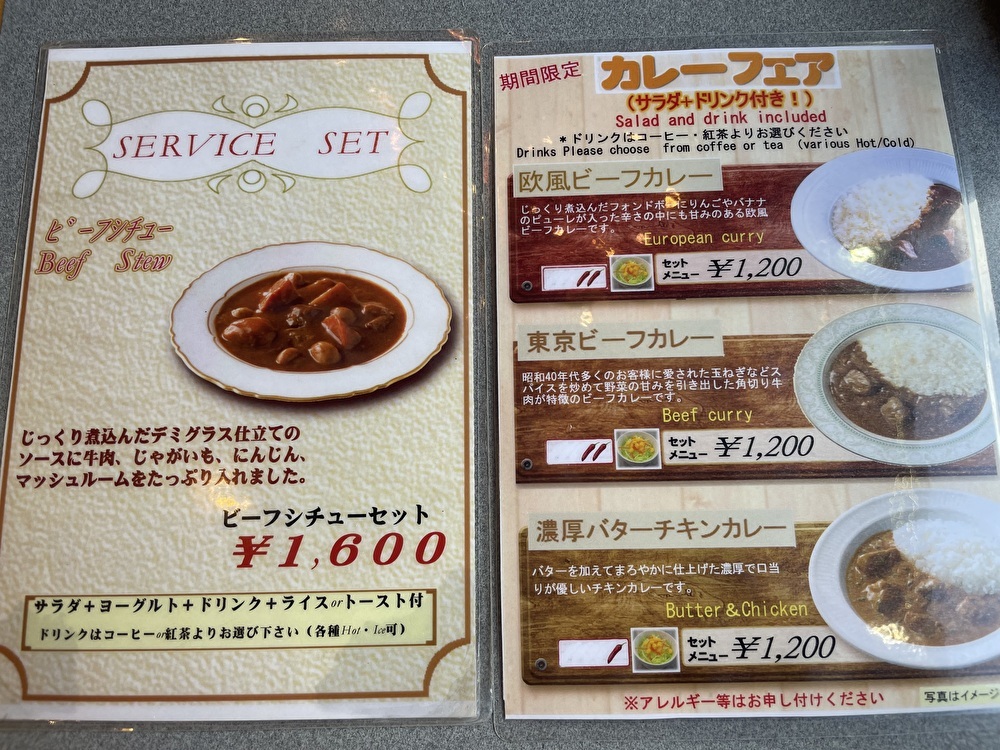 SERVICE SET
ビーフシチュー
Beef Stew
じっくり煮込んだデミグラス仕立ての
ソースに牛肉、じゃがいも、にんじん、
マッシュルームをたっぷり入れました。
ビーフシチューセット
￥1,600
サラダ＋ヨーグルト＋ドリンク＋ライスorトースト付
ドリンクはコーヒーor紅茶よりお選び下さい（各種Hot・Ice可）
期間限定 カレーフェア
（サラダ+ドリンク付き！）
Salad and drink included
＊ドリンクはコーヒー・紅茶よりお選びください
Drinks Please choose from coffee or tea (various Hot/Cold)
欧風ビーフカレー
じっくり煮込んだフォンドボーにりんごやバナナ
のピューレが入った辛さの中にも甘みのある欧風
ビーフカレーです。
European curry
セット
メニュー ￥1,200
東京ビーフカレー
昭和40年代多くのお客様に愛された玉ねぎなどス
パイスを炒めて野菜の甘みを引き出した角切り牛
肉が特徴のビーフカレーです。
Beef curry
セット
メニュー ￥1,200
濃厚バターチキンカレー
バターを加えてまろやかに仕上げた濃厚で口当
りが優しいチキンカレーです。
Butter＆Chicken
セット
メニュー ￥1,200
※アレルギー等はお申し付けください
写真はイメージ